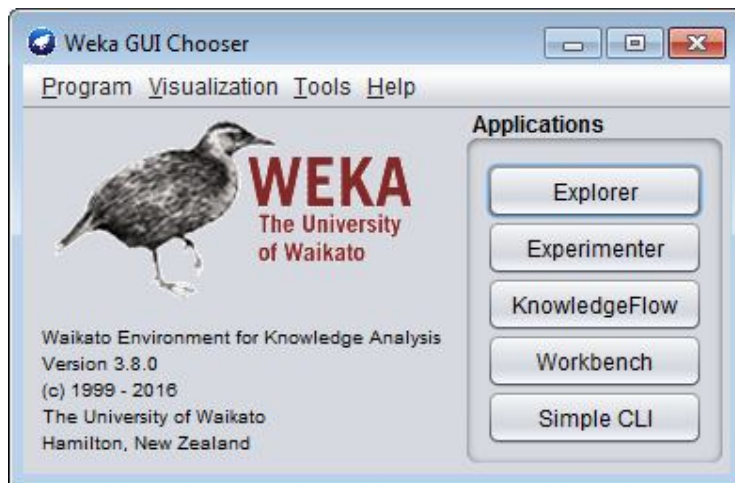 Weka GUI Chooser
Program Visualization Tools Help
WEKA
The University
of Waikato
Waikato Environment for Knowledge Analysis
Version 3.8.0
(c) 1999 - 2016
The University of Waikato
Hamilton, New Zealand
Applications
Explorer
Experimenter
KnowledgeFlow
Workbench
Simple CLI